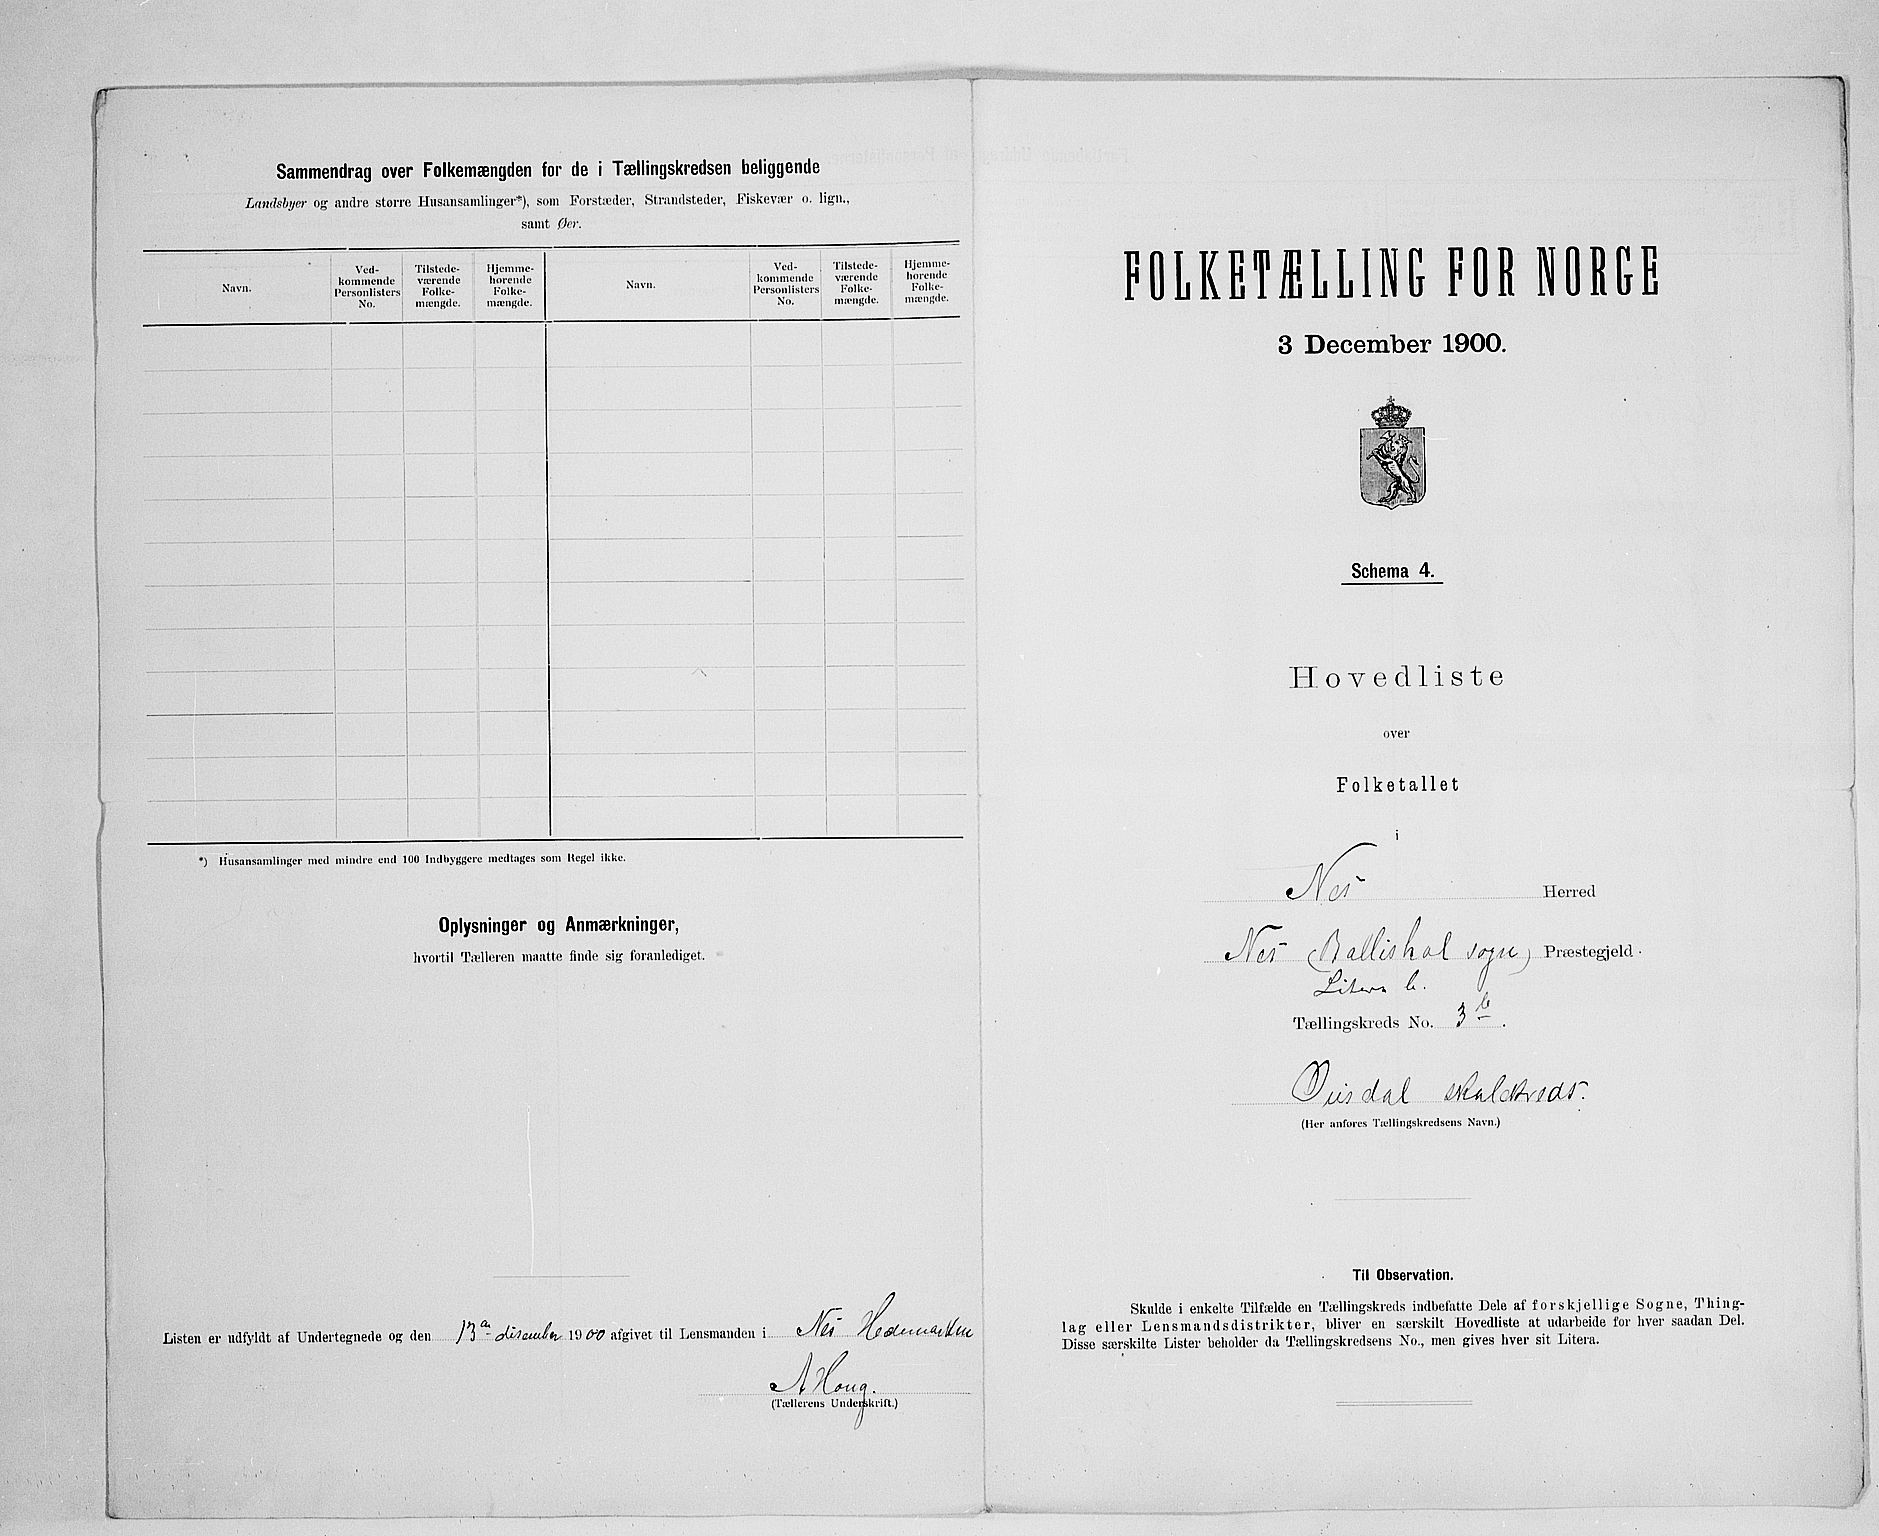 Sammendrag over Folkemængden for de i Tællingskredsen beliggende
Landsbyer og andre større Husansamlinger*), som Forstæder, Strandsteder, Fiskevær o. lign.,
samt Øer.
Navn.
Ved-
kommende
Personlisters
No.
Tilstede-
værende
Folke-
mængde.
Hjemme-
hørende
Folke-
mængde.
Navn.
Ved-
kommende
Personlisters
No.
Tilstede-
værende
Folke-
mængde.
Hjemme-
hørende
Folke-
mængde.
*) Husansamlinger med mindre end 100 Indbyggere medtages som Regel ikke.
Oplysninger og Anmærkninger,
hvortil Tælleren maatte finde sig foranlediget.
Listen er udfyldt af Undertegnede og den 13 desember 1900 afgivet til Lensmanden i Nes Hedemarken
A Houg.
(Tællerens Underskrift.)
FOLKETÆLLING FOR NORGE
3 December 1900.
Schema 4.
Hovedliste
over
Folketallet
i
Nes Herred
Nes (Ballishol sogn) Præstegjeld.
Litera b.
Tællingskreds No. 3 b.
skolekreds.
(Her anføres Tællingskredsens Navn.)
Til Observation.
Skulde i enkelte Tilfælde en Tællingskreds indbefatte Dele af forskjellige Sogne, Thing-
lag eller Lensmandsdistrikter, bliver en særskilt Hovedliste at udarbeide for hver saadan Del.
Disse særskilte Lister beholder da Tællingskredsens No., men gives hver sit Litera.